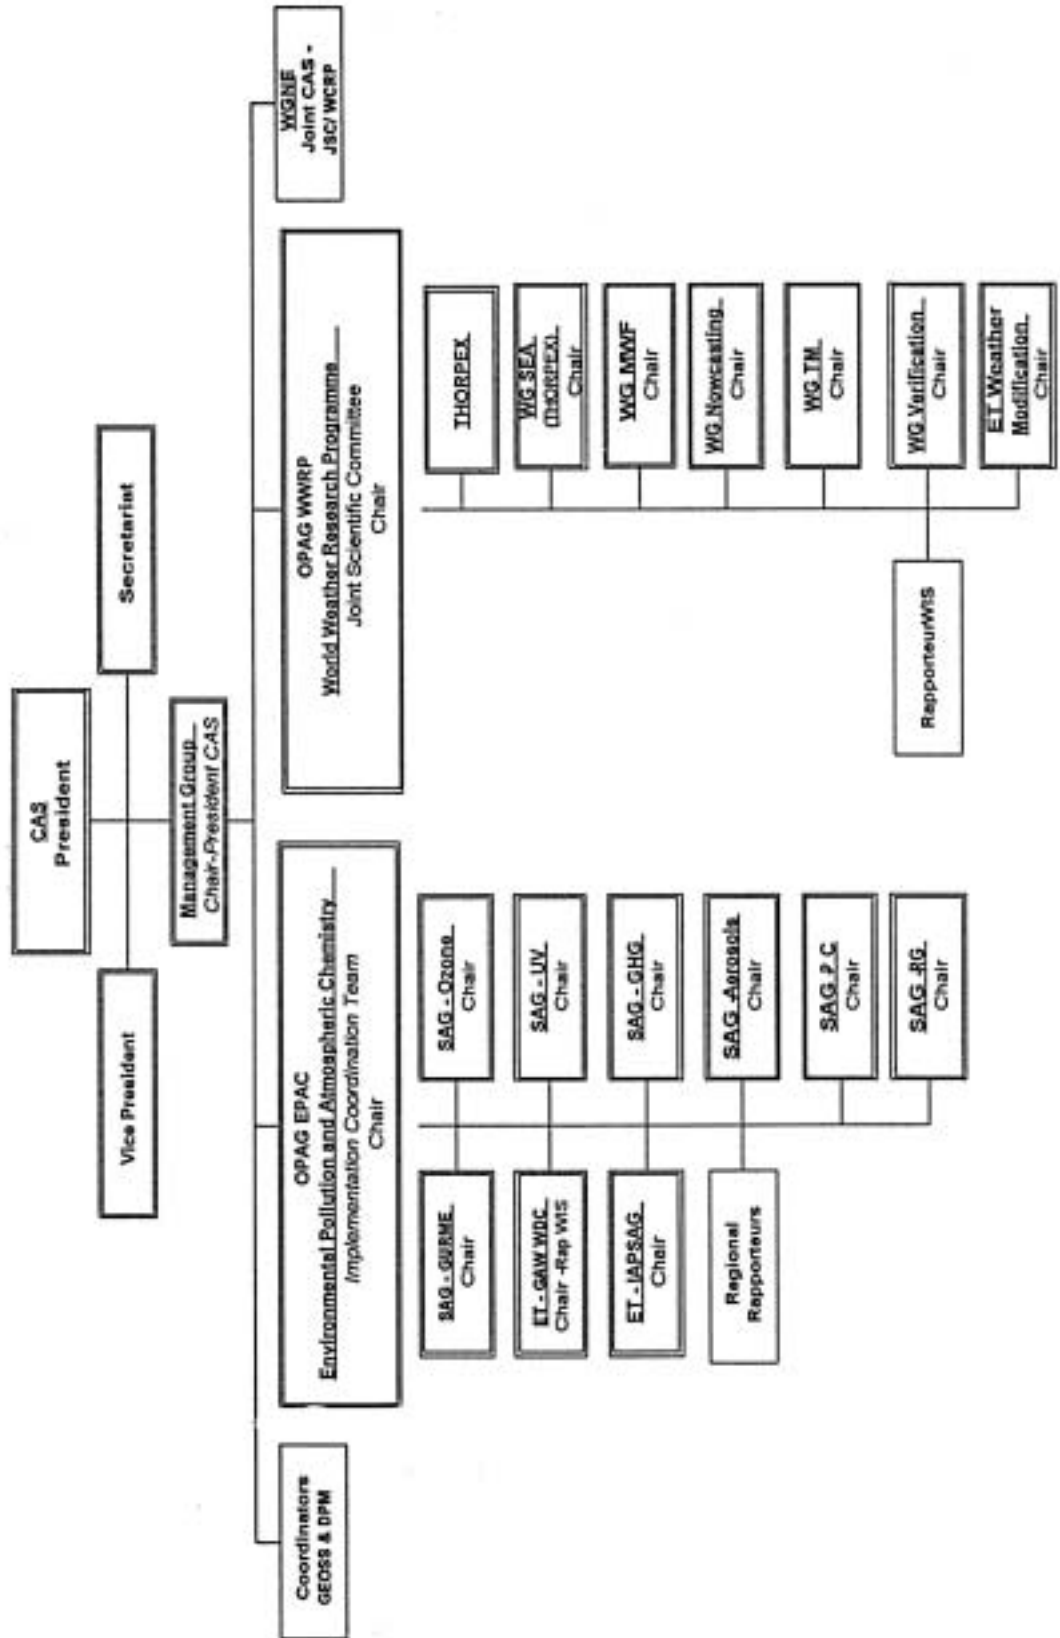 CAS
President
Vice President
Secretariat
Management Group
Chair-President CAS
Coordinators
GEOSS & DPM
OPAG EPAC
Environmental Pollution and Atmospheric Chemistry
Implementation Coordination Team
Chair
OPAG WWRP
World Weather Research Programme
Joint Scientific Committee
Chair
WGNE
Joint CAS -
JSC/ WCRP
SAG - GURME
Chair
SAG - Ozone
Chair
ET - GAW WDC
Chair -Rap WIS
SAG - UV
Chair
ET - IAPSAG
Chair
SAG - GHG
Chair
Regional
Rapporteurs
SAG -Aerosols
Chair
SAG P C
Chair
SAG -RG
Chair
THORPEX
WG SEA
(THORPEX)
Chair
WG MWF
Chair
WG Nowcasting
Chair
WG TM
Chair
RapporteurWIS
WG Verification
Chair
ET Weather
Modification
Chair